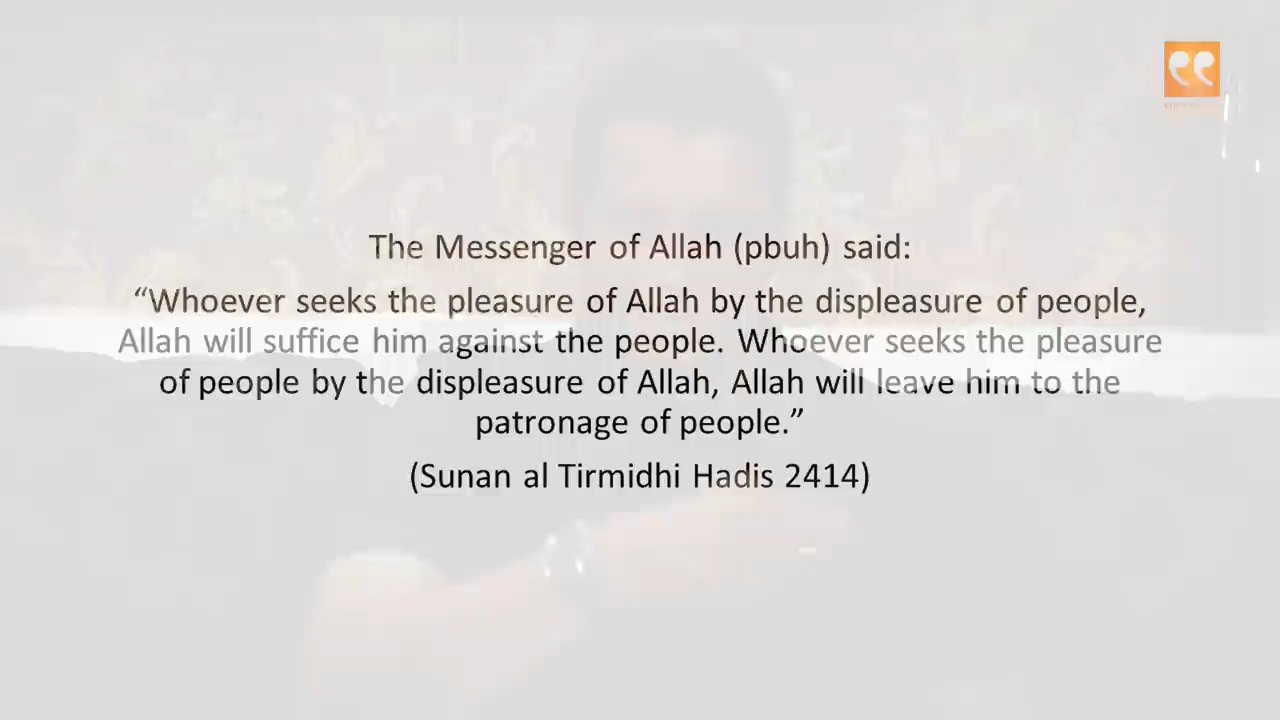 The Messenger of Allah (pbuh) said:
“Whoever seeks the pleasure of Allah by the displeasure of people,
Allah will suffice him against the people. Whoever seeks the pleasure
of people by the displeasure of Allah, Allah will leave him to the
patronage of people.”
(Sunan al Tirmidhi Hadis 2414)